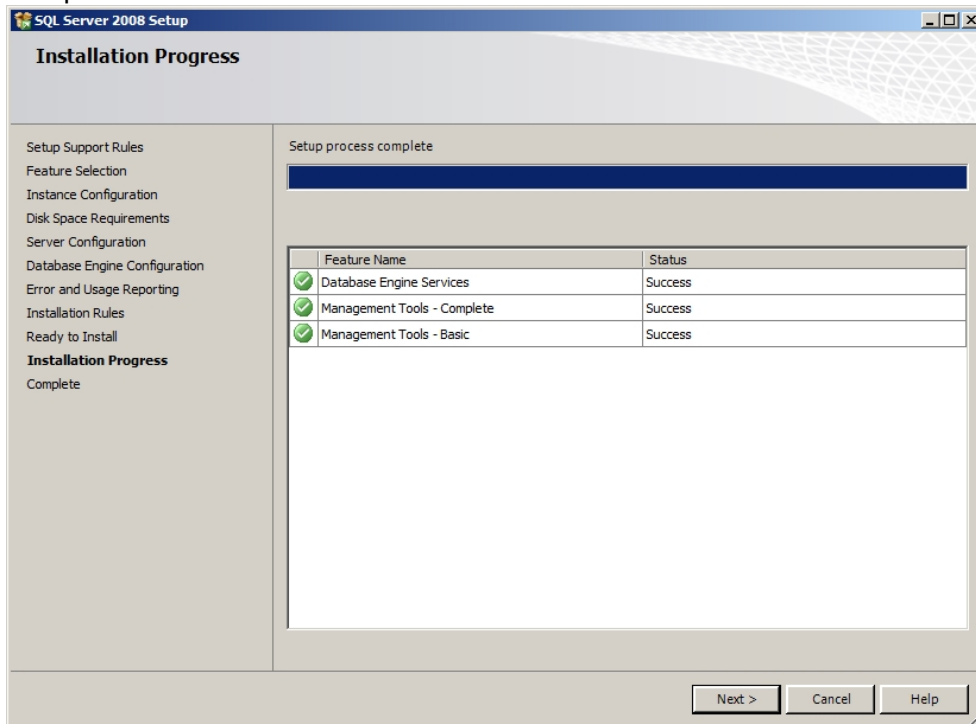 SQL Server 2008 Setup
Installation Progress
Setup Support Rules
Feature Selection
Instance Configuration
Disk Space Requirements
Server Configuration
Database Engine Configuration
Error and Usage Reporting
Installation Rules
Ready to Install
Installation Progress
Complete
Setup process complete
Feature Name Status
Database Engine Services Success
Management Tools - Complete Success
Management Tools - Basic Success
Next > Cancel Help